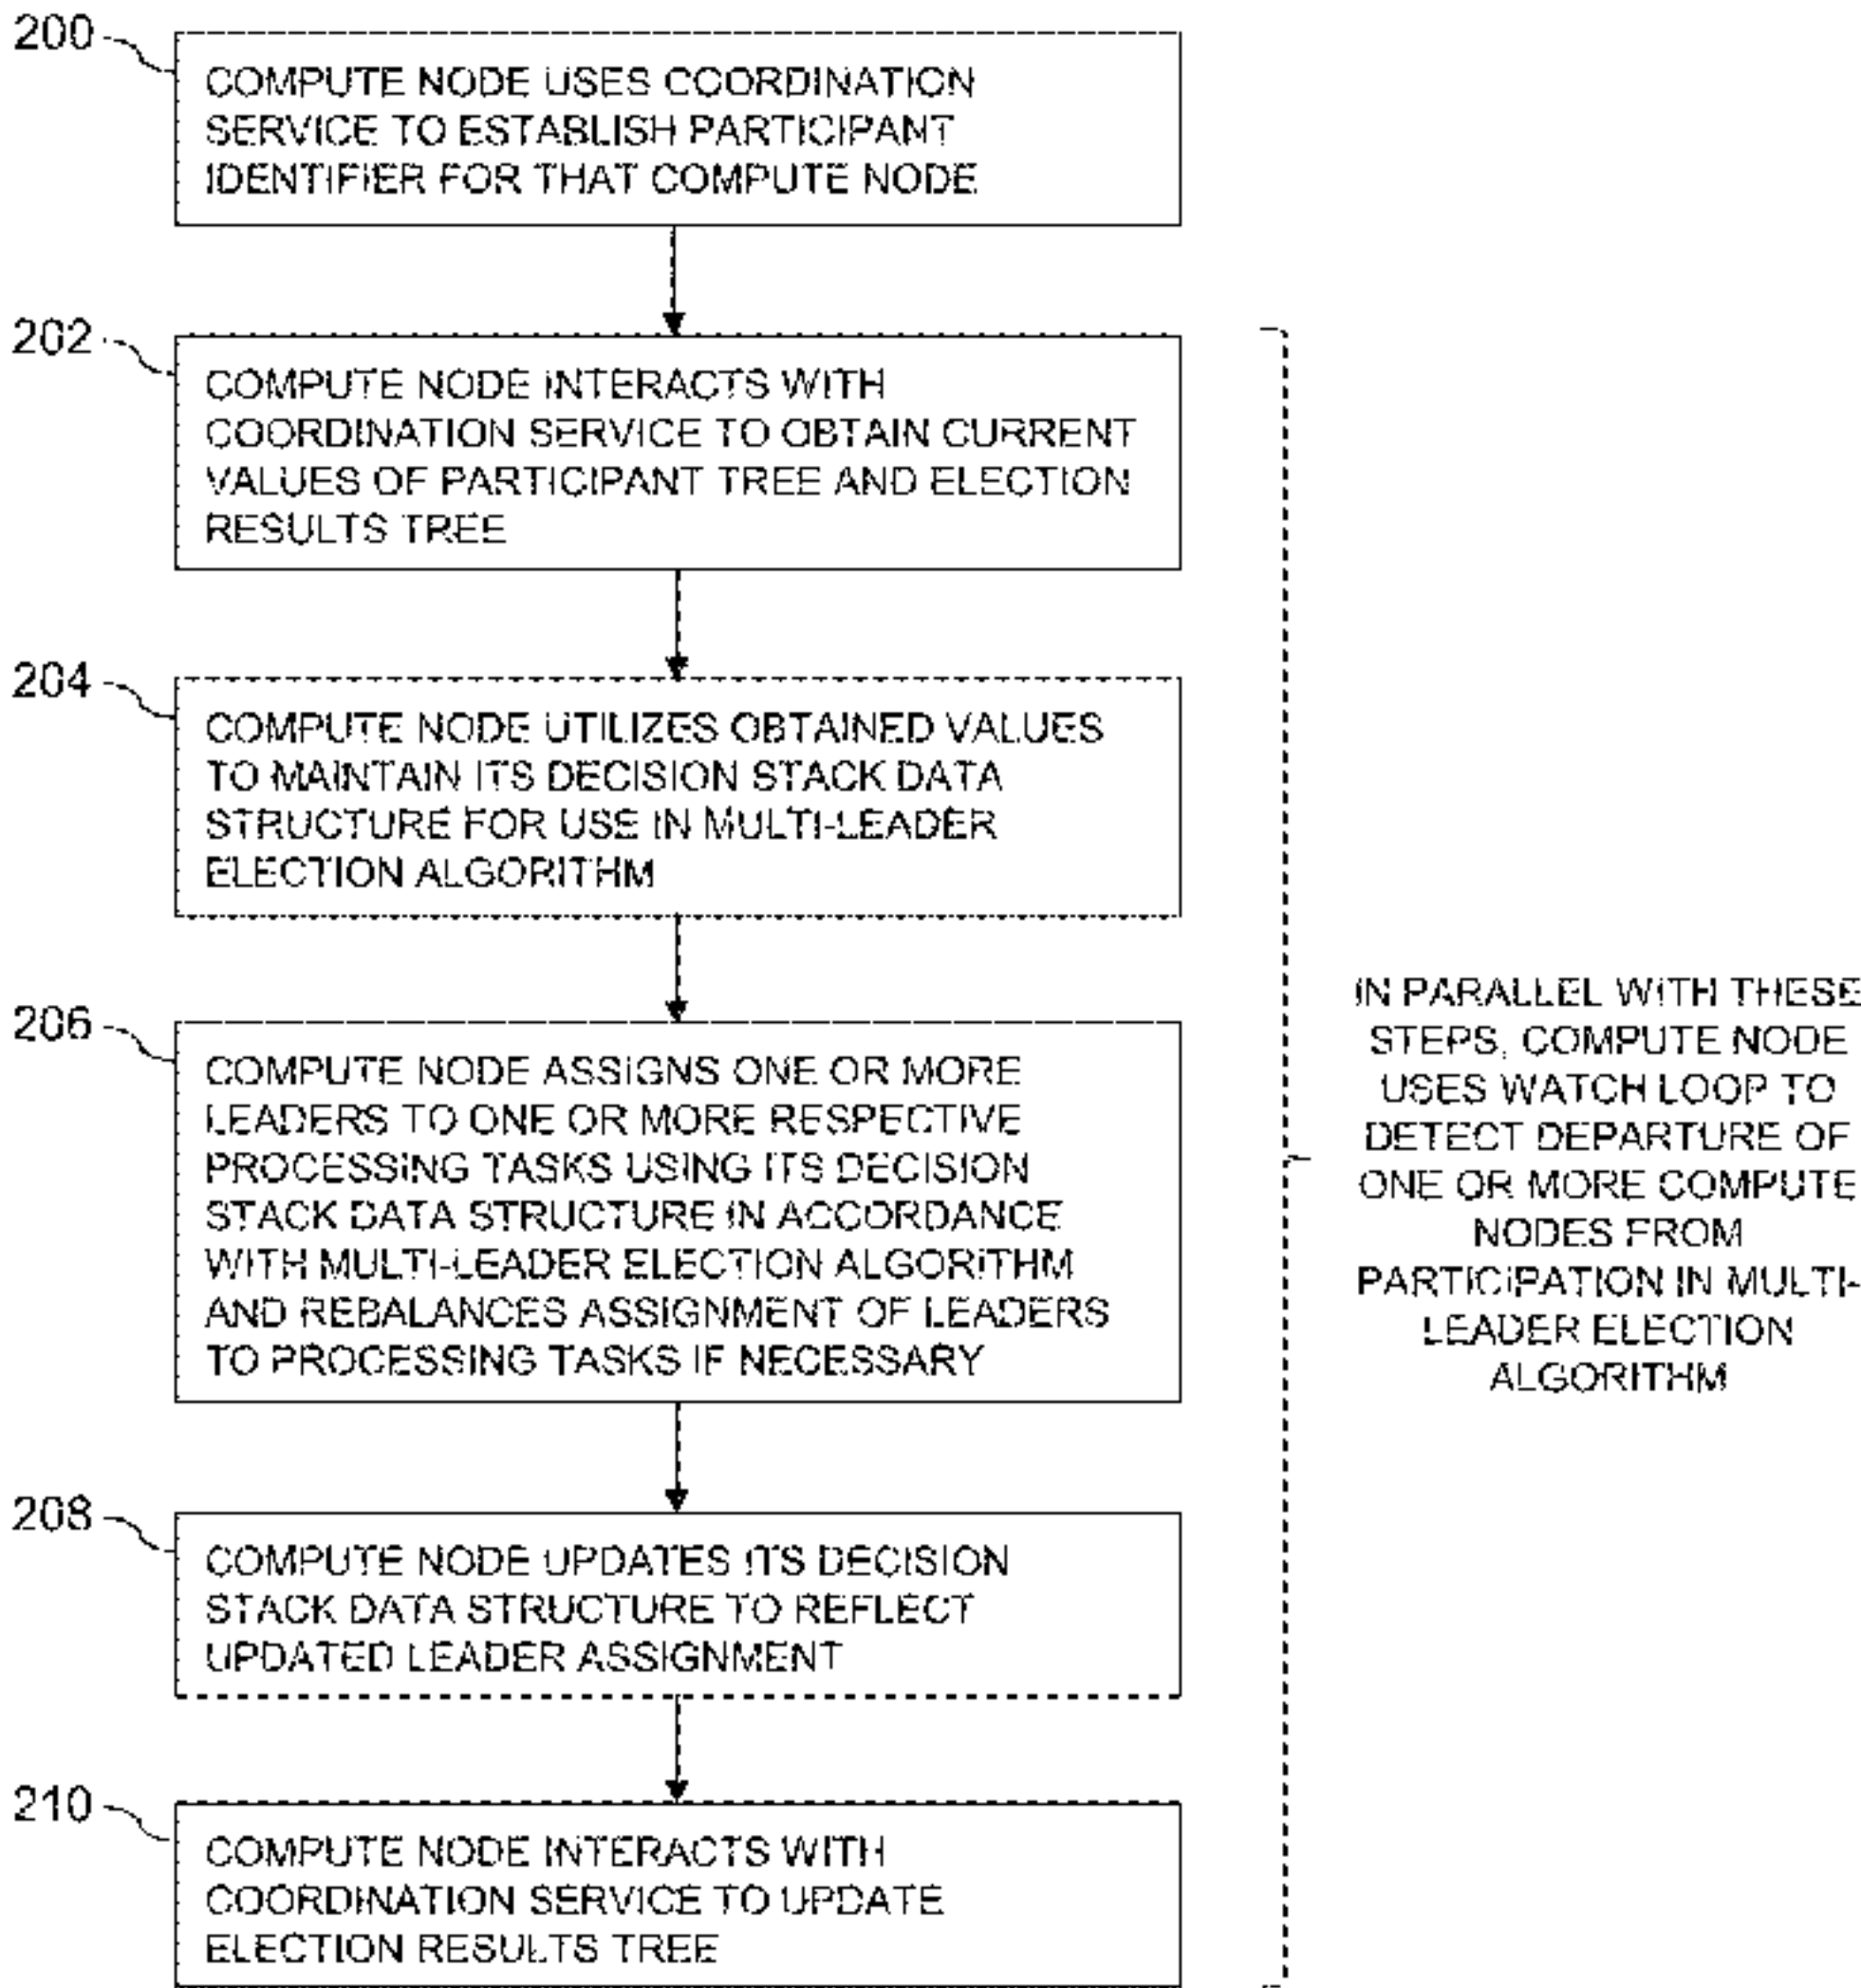 200
COMPUTE NODE USES COORDINATION
SERVICE TO ESTABLISH PARTICIPANT
IDENTIFIER FOR THAT COMPUTE NODE
202
COMPUTE NODE INTERACTS WITH
COORDINATION SERVICE TO OBTAIN CURRENT
VALUES OF PARTICIPANT TREE AND ELECTION
RESULTS TREE
204
COMPUTE NODE UTILIZES OBTAINED VALUES
TO MAINTAIN ITS DECISION STACK DATA
STRUCTURE FOR USE IN MULTI-LEADER
ELECTION ALGORITHM
206
COMPUTE NODE ASSIGNS ONE OR MORE
LEADERS TO ONE OR MORE RESPECTIVE
PROCESSING TASKS USING ITS DECISION
STACK DATA STRUCTURE IN ACCORDANCE
WITH MULTI-LEADER ELECTION ALGORITHM
AND REBALANCES ASSIGNMENT OF LEADERS
TO PROCESSING TASKS IF NECESSARY
208
COMPUTE NODE UPDATES ITS DECISION
STACK DATA STRUCTURE TO REFLECT
UPDATED LEADER ASSIGNMENT
210
COMPUTE NODE INTERACTS WITH
COORDINATION SERVICE TO UPDATE
ELECTION RESULTS TREE
IN PARALLEL WITH THESE
STEPS, COMPUTE NODE
USES WATCH LOOP TO
DETECT DEPARTURE OF
ONE OR MORE COMPUTE
NODES FROM
PARTICIPATION IN MULTI-
LEADER ELECTION
ALGORITHM